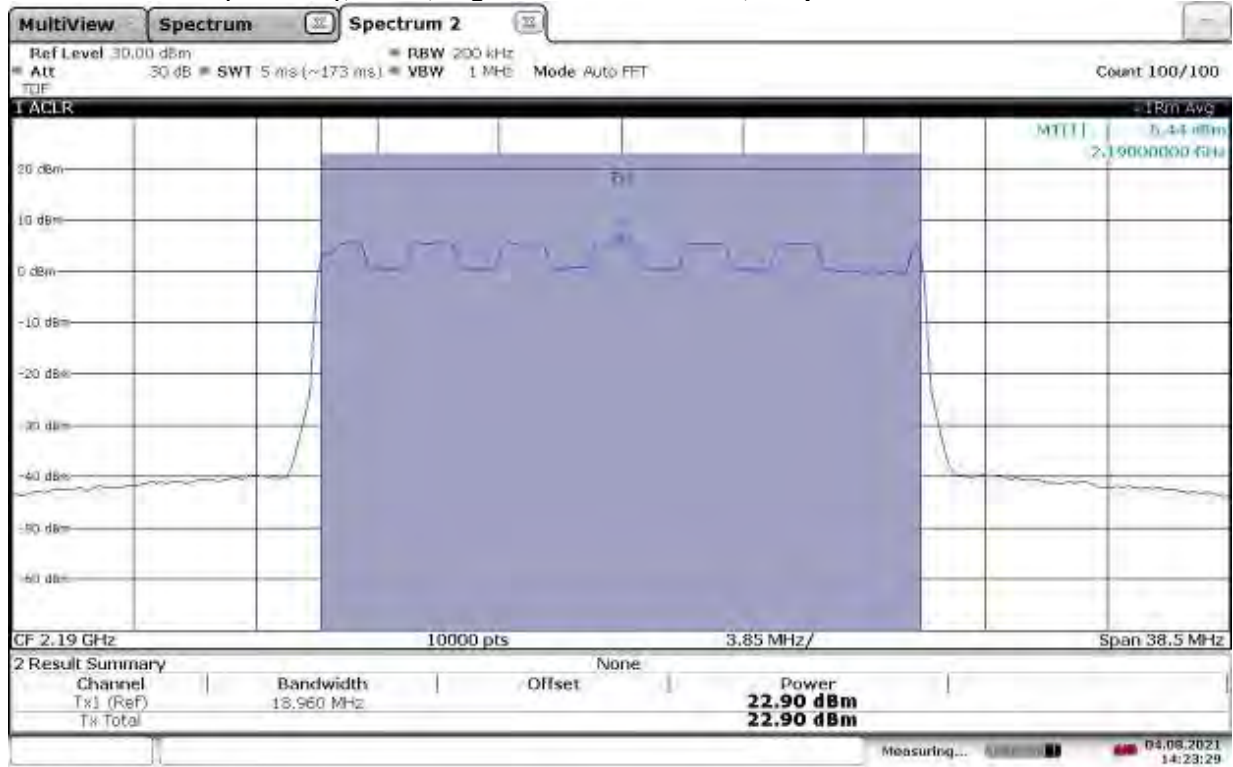 MultiView Spectrum Spectrum 2
Ref Level 30.00 dBm RBW 200 kHz
Att 30 dB SWT 5 ms (~173 ms) VBW 1 MHz Mode Auto FFT Count 100/100
TDF
1 ACLR 1Rm Avg
M1[1] 5.44 dBm
2.19000000 GHz
20 dBm
Tx1
10 dBm
0 dBm
-10 dBm
-20 dBm
-30 dBm
-40 dBm
-50 dBm
-60 dBm
CF 2.19 GHz 10000 pts 3.85 MHz/ Span 38.5 MHz
2 Result Summary None
Channel Bandwidth Offset Power
Tx1 (Ref) 18.960 MHz 22.90 dBm
Tx Total 22.90 dBm
Measuring... 04.08.2021
14:23:29